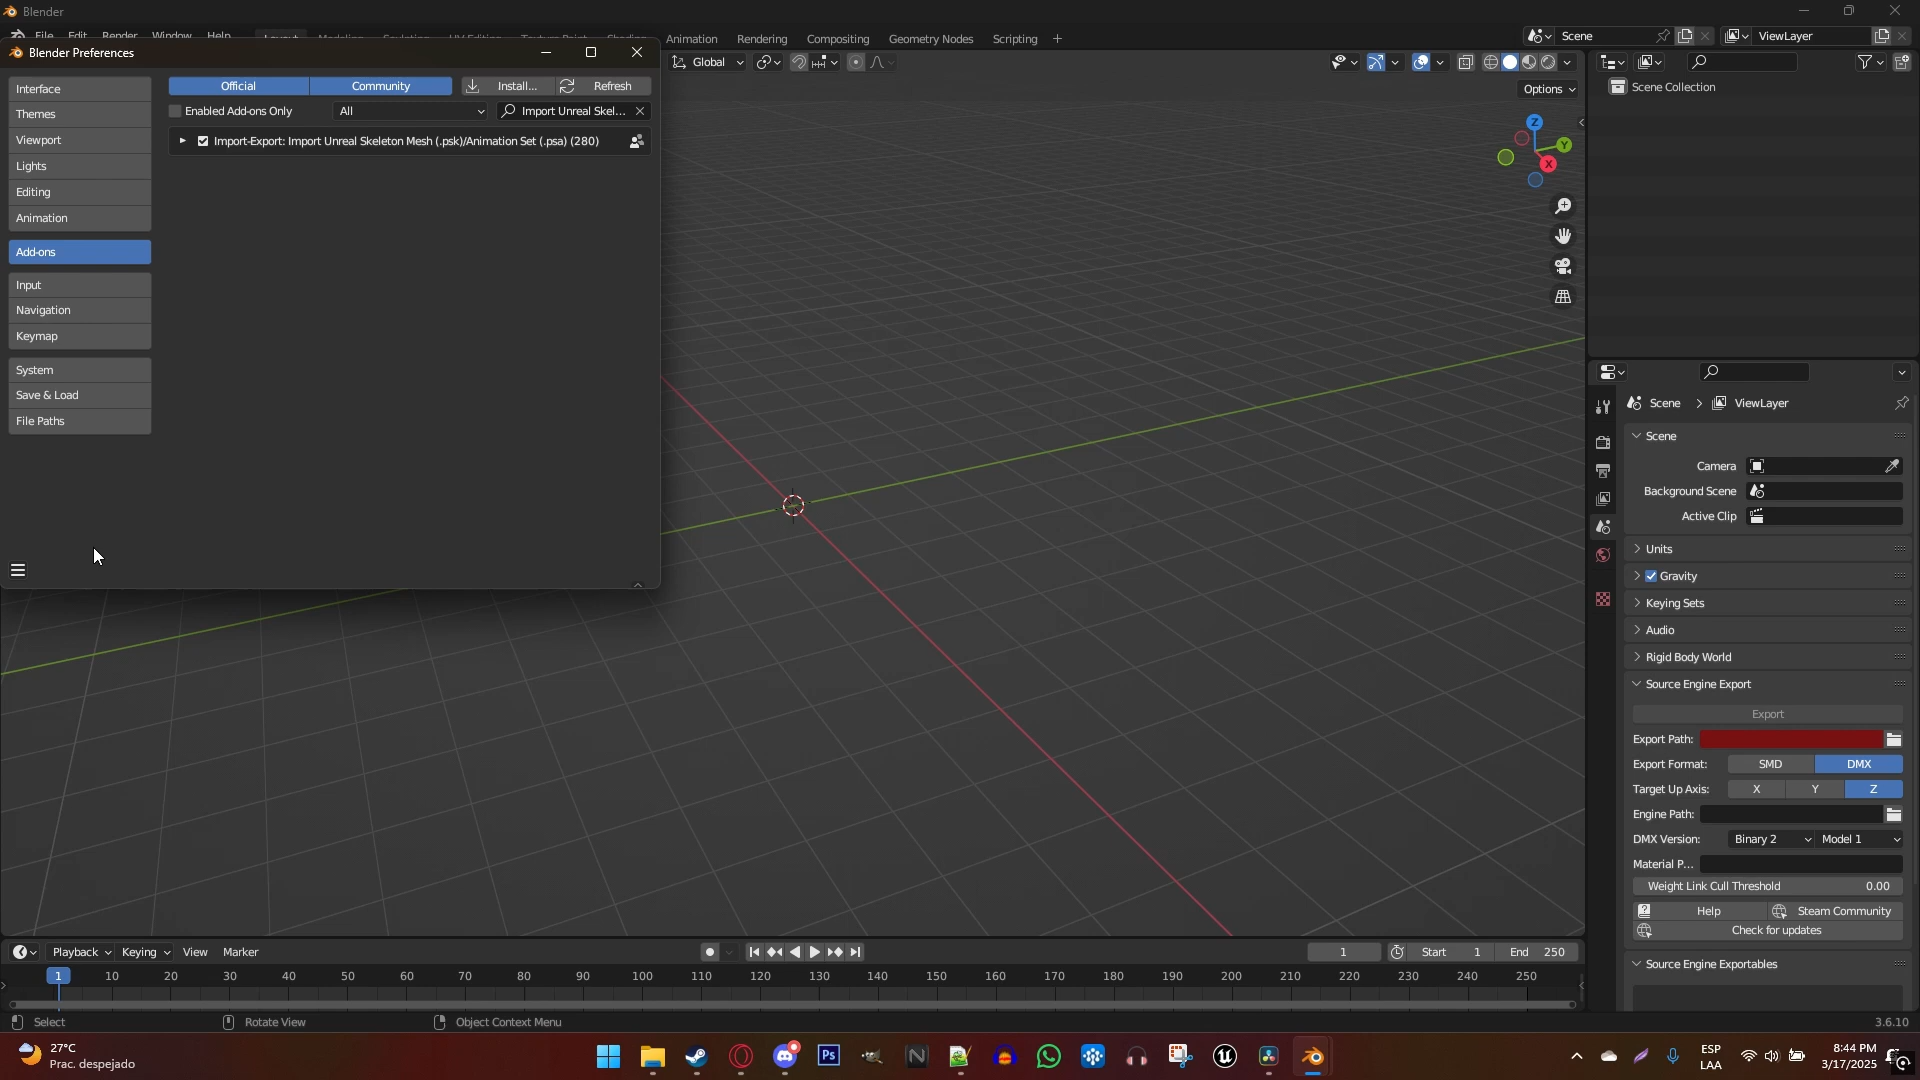 Blender
File Edit Render Window Help Animation Rendering Compositing Geometry Nodes Scripting Scene ViewLayer
Blender Preferences
Global
Options
Interface
Themes
Viewport
Lights
Editing
Animation
Add-ons
Input
Navigation
Keymap
System
Save & Load
File Paths
Official Community Install... Refresh
Enabled Add-ons Only All Import Unreal Skel...
Import-Export: Import Unreal Skeleton Mesh (.psk)/Animation Set (.psa) (280)
Z
Y
X
Scene Collection
Scene > ViewLayer
Scene
Camera
Background Scene
Active Clip
Units
Gravity
Keying Sets
Audio
Rigid Body World
Source Engine Export
Export
Export Path:
Export Format: SMD DMX
Target Up Axis: X Y Z
Engine Path:
DMX Version: Binary 2 Model 1
Material P...
Weight Link Cull Threshold 0.00
Help Steam Community
Check for updates
Source Engine Exportables
Playback Keying View Marker 1 Start 1 End 250
1 10 20 30 40 50 60 70 80 90 100 110 120 130 140 150 160 170 180 190 200 210 220 230 240 250
Select Rotate View Object Context Menu 3.6.10
27°C
Prac. despejado
Ps
ESP
LAA
8:44 PM
3/17/2025